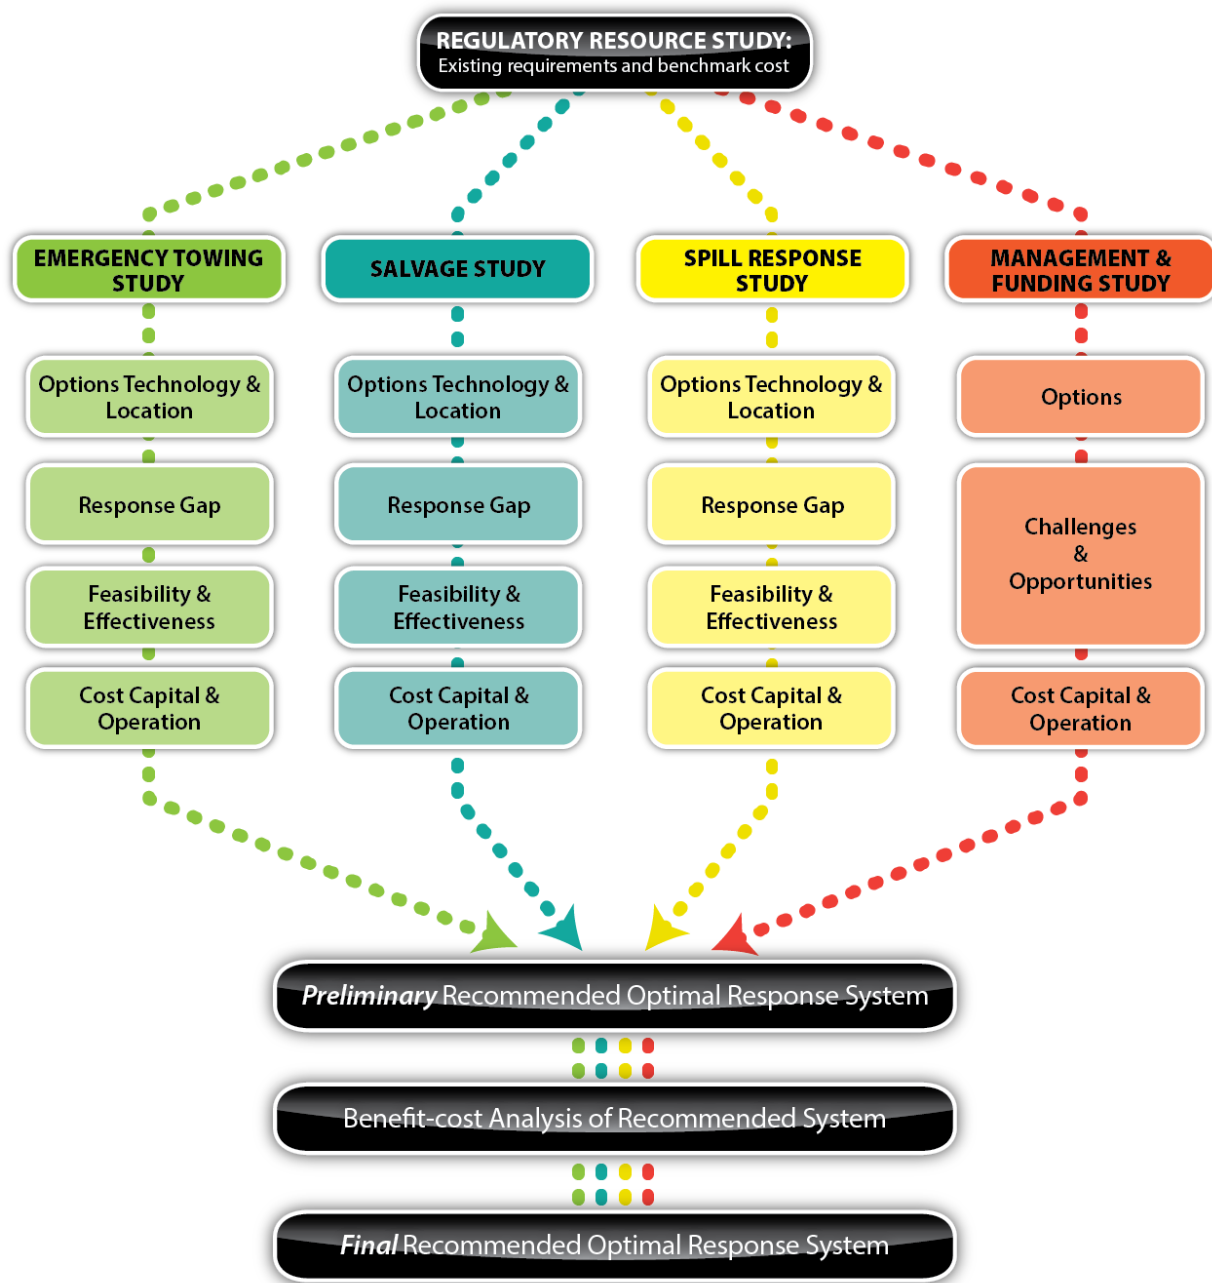 REGULATORY RESOURCE STUDY:
Existing requirements and benchmark cost
EMERGENCY TOWING
STUDY
Options Technology &
Location
Response Gap
Feasibility &
Effectiveness
Cost Capital &
Operation
SALVAGE STUDY
Options Technology &
Location
Response Gap
Feasibility &
Effectiveness
Cost Capital &
Operation
SPILL RESPONSE
STUDY
Options Technology &
Location
Response Gap
Feasibility &
Effectiveness
Cost Capital &
Operation
MANAGEMENT &
FUNDING STUDY
Options
Challenges
&
Opportunities
Cost Capital &
Operation
Preliminary Recommended Optimal Response System
Benefit-cost Analysis of Recommended System
Final Recommended Optimal Response System